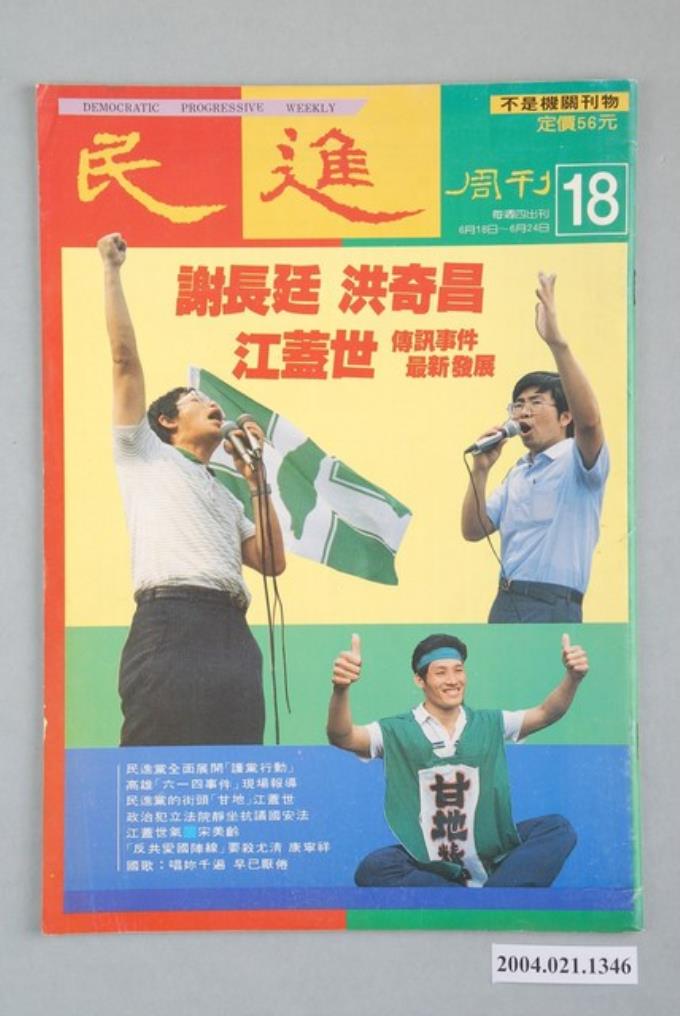 DEMOCRATIC PROGRESSIVE WEEKLY
不是機關刊物
定價56元
民進周刊
18
每週四出刊
6月18日~6月24日
謝長廷 洪奇昌
江蓋世 傳訊事件
最新發展
甘地精
民進黨全面展開「護黨行動」
高雄「六一四事件」現場報導
民進黨的街頭「甘地」江蓋世
政治犯立法院靜坐抗議國安法
江蓋世氣 宋美齡
「反共愛國陣線」要殺尤清 康寧祥
國歌:唱妳千遍 早已厭倦
2004.021.1346